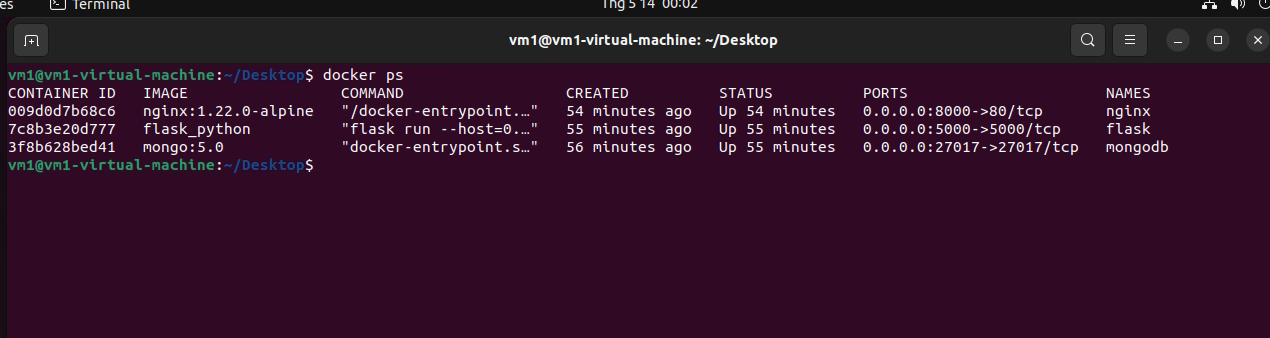 es Terminal Thg 5 14 00:02
vm1@vm1-virtual-machine: ~/Desktop
vm1@vm1-virtual-machine:~/Desktop$ docker ps
CONTAINER ID   IMAGE                 COMMAND                  CREATED          STATUS          PORTS                      NAMES
009d0d7b68c6   nginx:1.22.0-alpine   "/docker-entrypoint.…"   54 minutes ago   Up 54 minutes   0.0.0.0:8000->80/tcp       nginx
7c8b3e20d777   flask_python          "flask run --host=0.…"   55 minutes ago   Up 55 minutes   0.0.0.0:5000->5000/tcp     flask
3f8b628bed41   mongo:5.0             "docker-entrypoint.s…"   56 minutes ago   Up 55 minutes   0.0.0.0:27017->27017/tcp   mongodb
vm1@vm1-virtual-machine:~/Desktop$